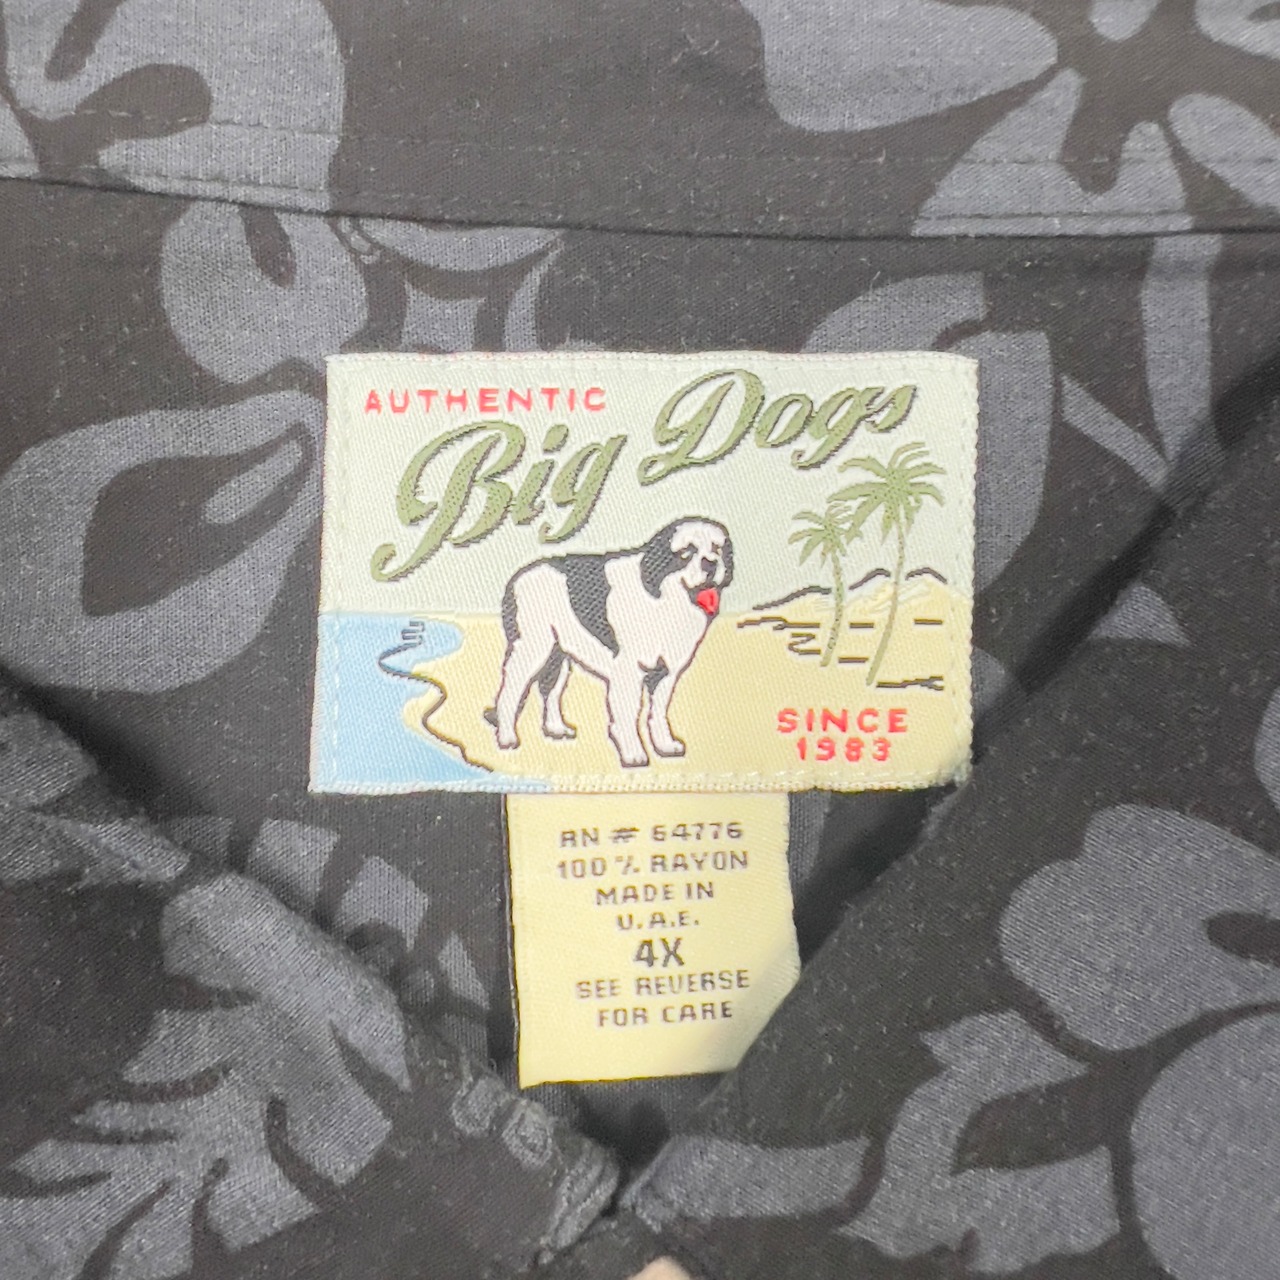 AUTHENTIC
Big Dogs
SINCE
1983
RN # 64776
100% RAYON
MADE IN
U.A.E.
4X
SEE REVERSE
FOR CARE